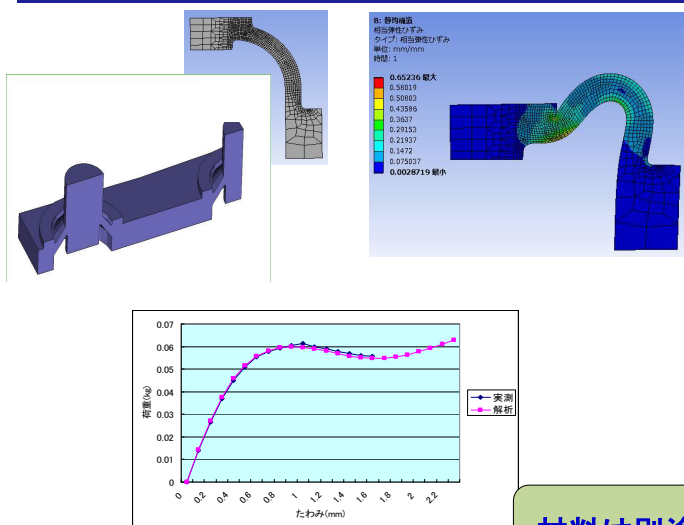 B: 静的構造
相当弾性ひずみ
タイプ: 相当弾性ひずみ
単位: mm/mm
時間: 1
0.65236 最大
0.58019
0.50803
0.43586
0.3637
0.29153
0.21937
0.1472
0.075037
0.0028719 最小
0.07
0.06
0.05
0.04
0.03
0.02
0.01
0
荷重(kg)
0 0.2 0.4 0.6 0.8 1 1.2 1.4 1.6 1.8 2 2.2
たわみ(mm)
実測
解析